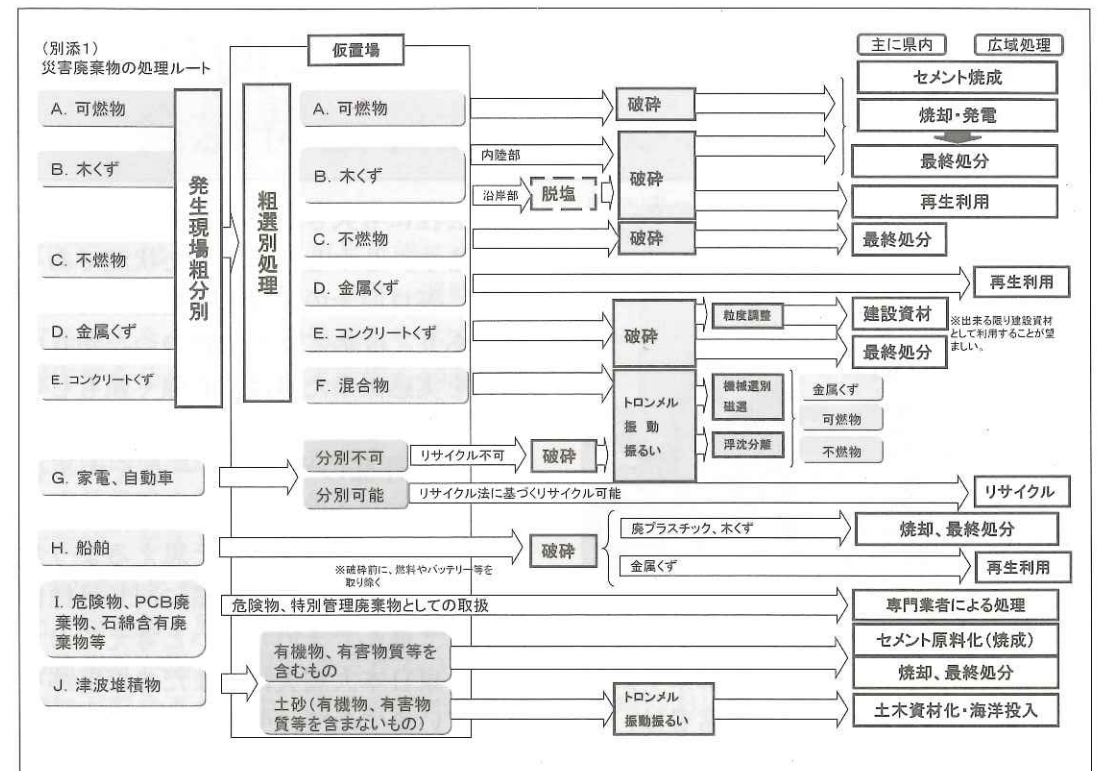 (別添1)
災害廃棄物の処理ルート
仮置場
主に県内
広域処理
A. 可燃物
B. 木くず
C. 不燃物
D. 金属くず
E. コンクリートくず
発生現場粗分別
粗選別処理
A. 可燃物
破砕
セメント焼成
焼却・発電
最終処分
B. 木くず
内陸部
沿岸部
脱塩
破砕
再生利用
C. 不燃物
破砕
最終処分
D. 金属くず
再生利用
E. コンクリートくず
破砕
粒度調整
建設資材
※出来る限り建設資材
として利用することが望
ましい。
最終処分
F. 混合物
トロンメル
振 動
振るい
機械選別
磁選
浮沈分離
金属くず
可燃物
不燃物
G. 家電、自動車
分別不可
リサイクル不可
破砕
分別可能
リサイクル法に基づくリサイクル可能
リサイクル
H. 船舶
※破砕前に、燃料やバッテリー等を
取り除く
破砕
廃プラスチック、木くず
焼却、最終処分
金属くず
再生利用
I. 危険物、PCB廃
棄物、石綿含有廃
棄物等
危険物、特別管理廃棄物としての取扱
専門業者による処理
J. 津波堆積物
有機物、有害物質等を
含むもの
セメント原料化(焼成)
焼却、最終処分
土砂(有機物、有害物
質等を含まないもの)
トロンメル
振動振るい
土木資材化・海洋投入